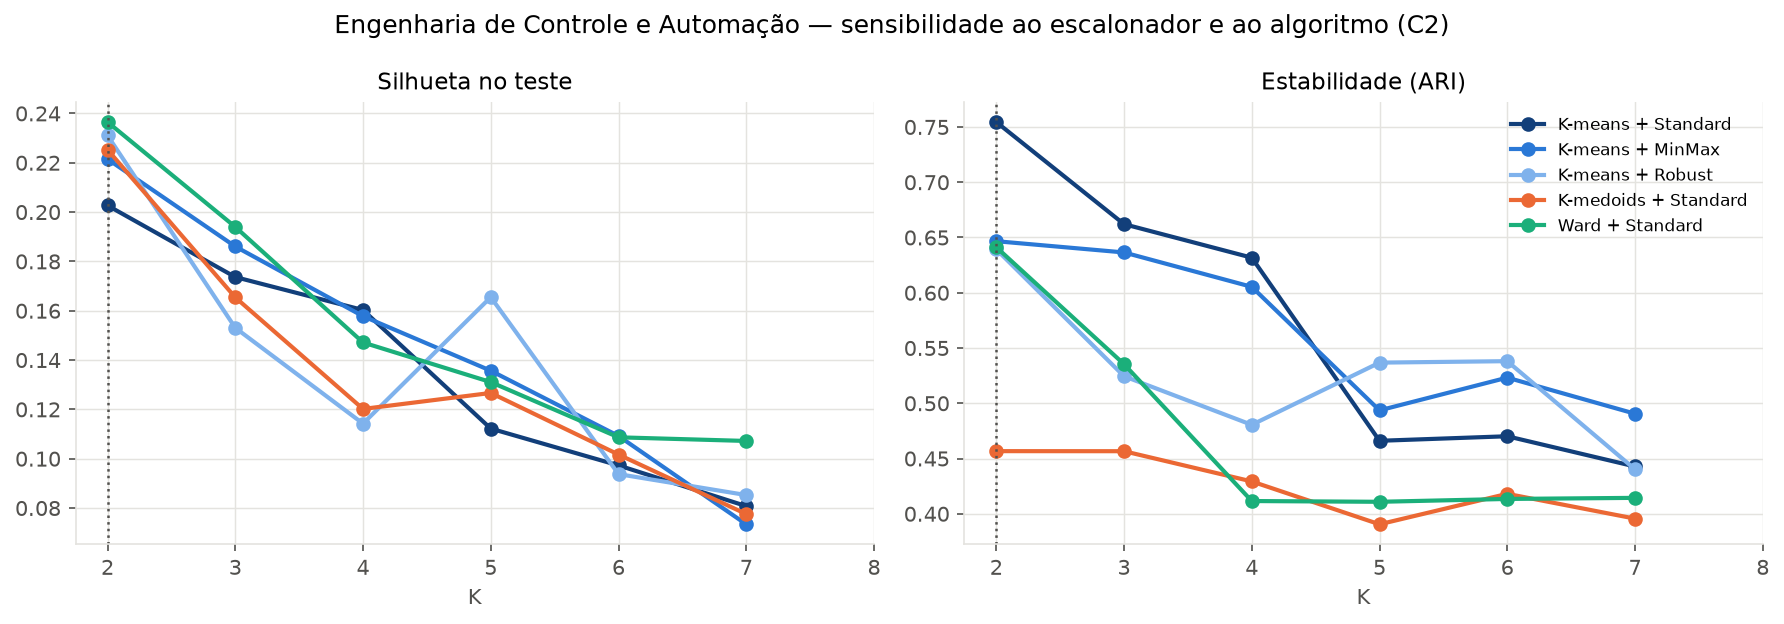 Engenharia de Controle e Automação — sensibilidade ao escalonador e ao algoritmo (C2)
Silhueta no teste
0.24
0.22
0.20
0.18
0.16
0.14
0.12
0.10
0.08
2 3 4 5 6 7 8
K
Estabilidade (ARI)
0.75
0.70
0.65
0.60
0.55
0.50
0.45
0.40
K-means + Standard
K-means + MinMax
K-means + Robust
K-medoids + Standard
Ward + Standard
2 3 4 5 6 7 8
K